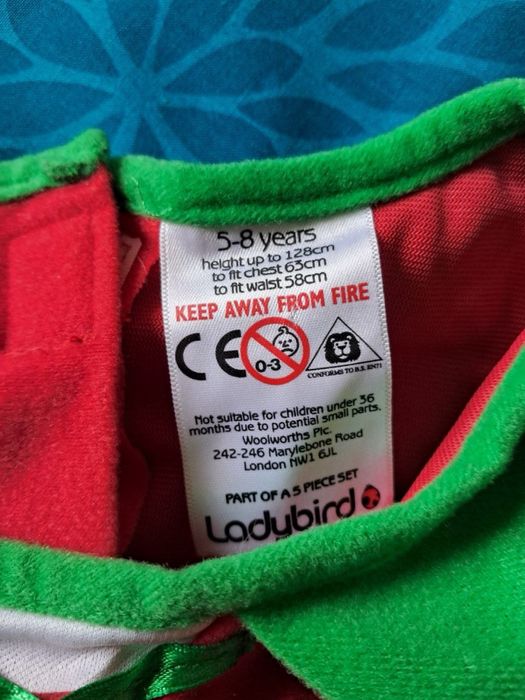 5-8 years
height up to 128cm
to fit chest 63cm
to fit waist 58cm
KEEP AWAY FROM FIRE
CE 0-3
CONFORMS TO B.S. EN71
Not suitable for children under 36
months due to potential small parts.
Woolworths Plc.
242-246 Marylebone Road
London NW1 6JL
PART OF A 5 PIECE SET
Ladybird